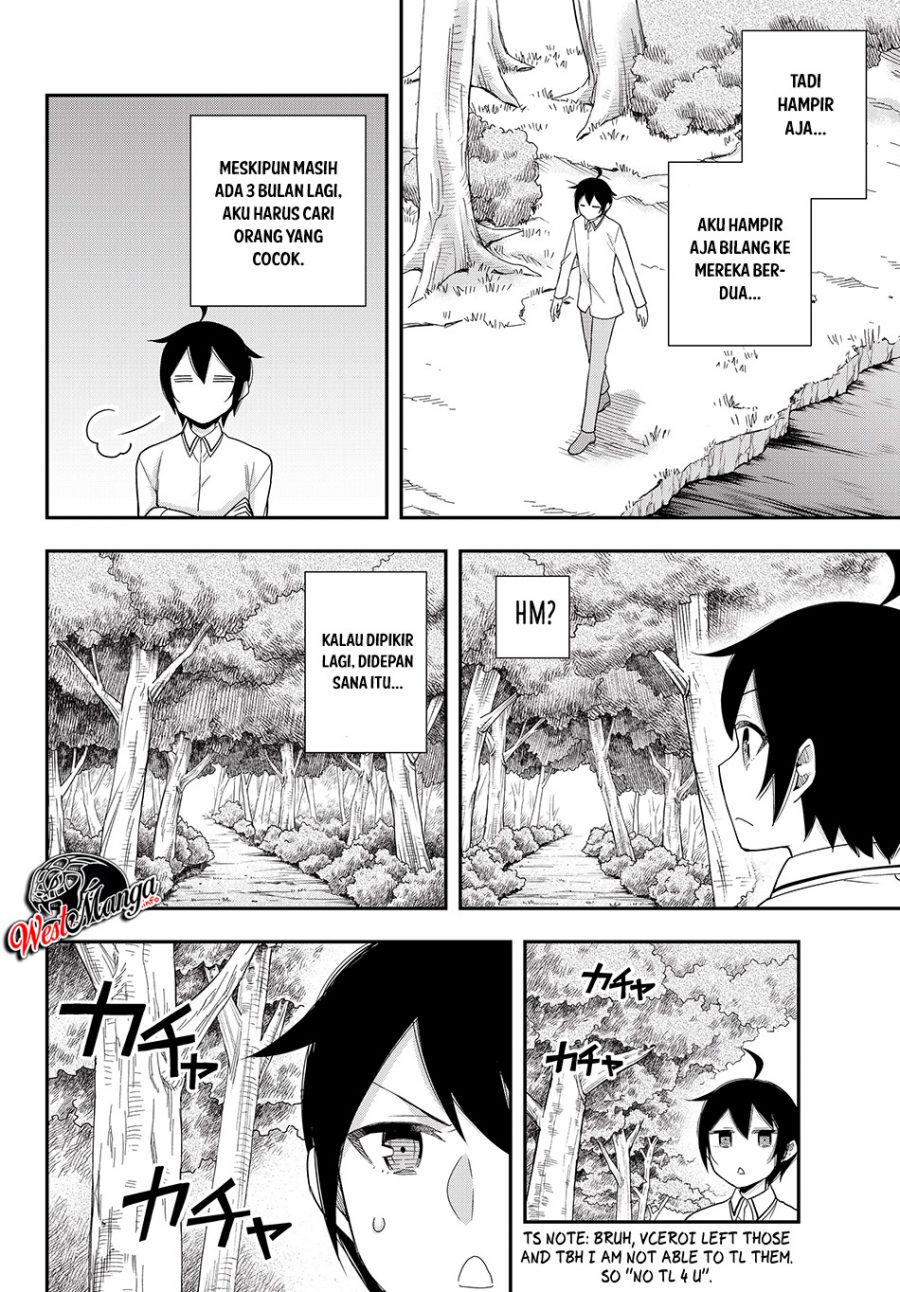 TADI
HAMPIR
AJA...
AKU HAMPIR
AJA BILANG KE
MEREKA BER-
DUA...
MESKIPUN MASIH
ADA 3 BULAN LAGI,
AKU HARUS CARI
ORANG YANG
COCOK.
HM?
KALAU DIPIKIR
LAGI, DIDEPAN
SANA ITU...
WestManga
.info
カチャ
カチャ
TS NOTE: BRUH, VCEROI LEFT THOSE
AND TBH I AM NOT ABLE TO TL THEM.
SO "NO TL 4 U".
カチャ
カチャ